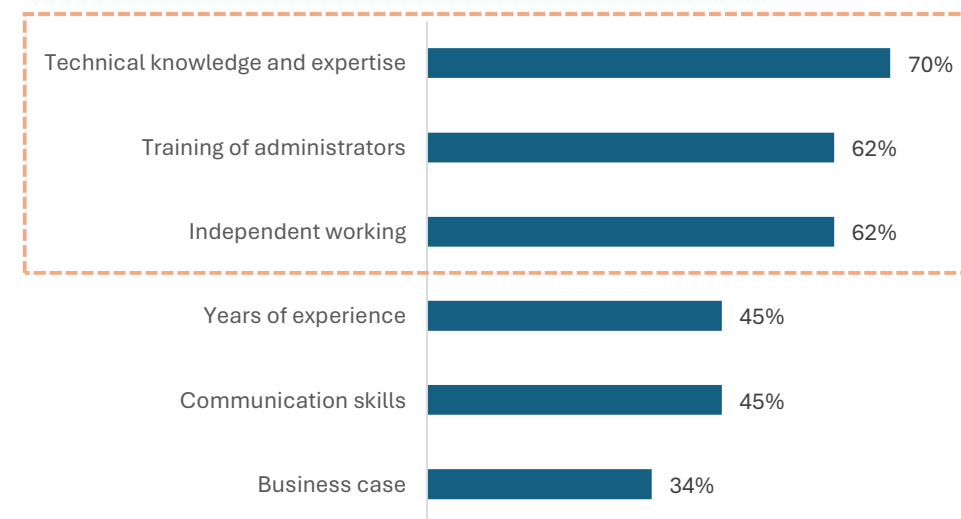 Technical knowledge and expertise 70%
Training of administrators 62%
Independent working 62%
Years of experience 45%
Communication skills 45%
Business case 34%